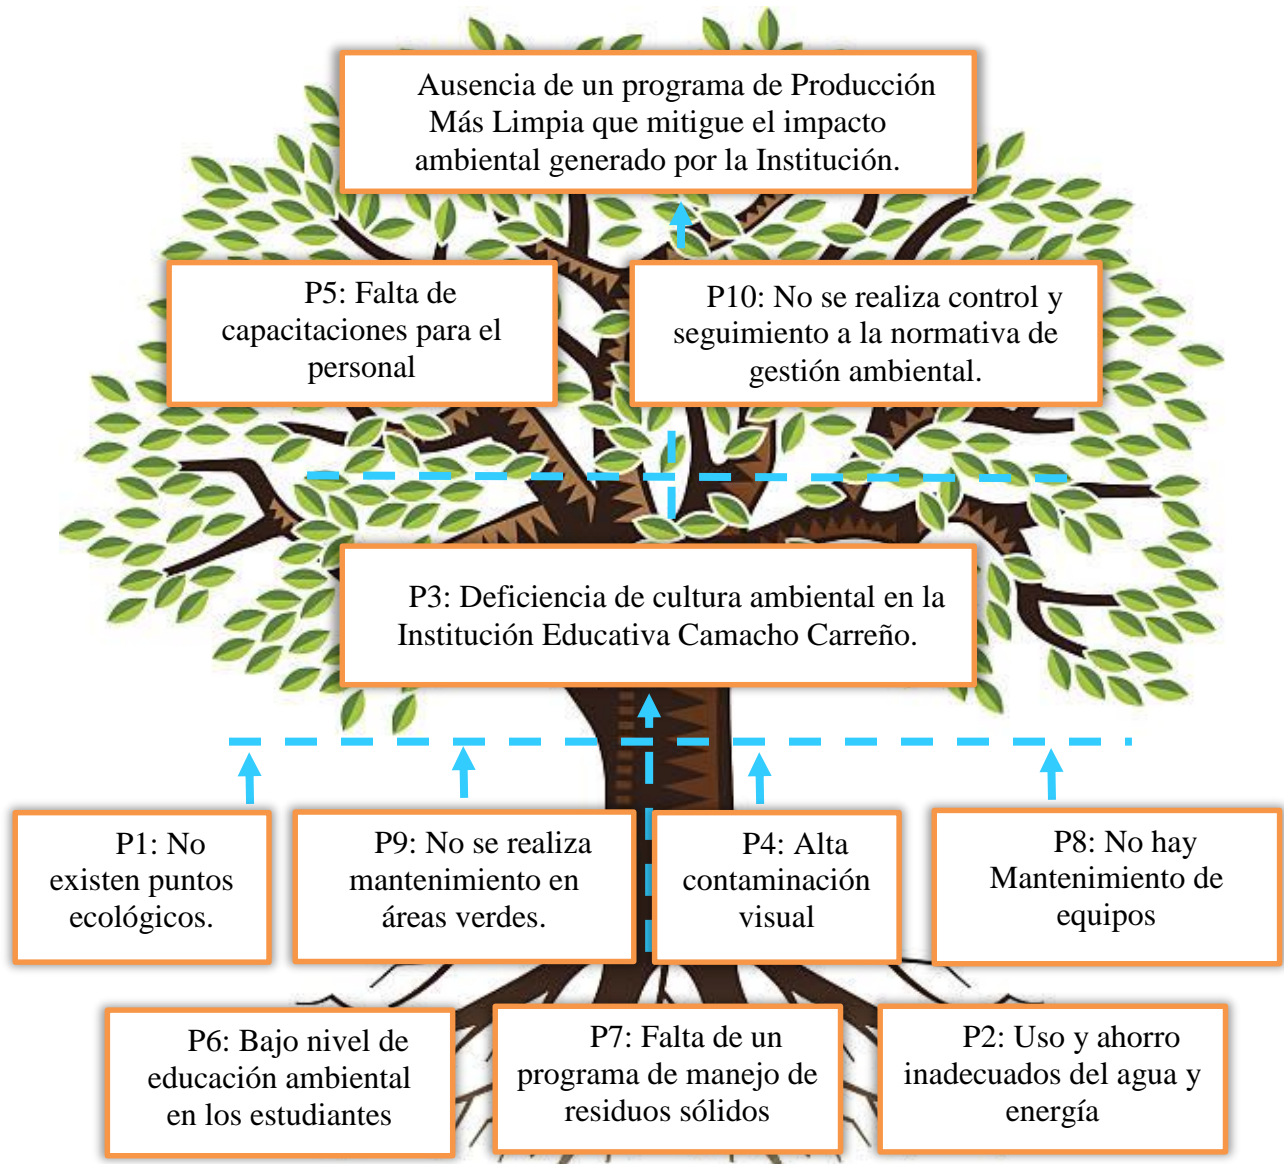 Ausencia de un programa de Producción
Más Limpia que mitigue el impacto
ambiental generado por la Institución.
P5: Falta de
capacitaciones para el
personal
P10: No se realiza control y
seguimiento a la normativa de
gestión ambiental.
P3: Deficiencia de cultura ambiental en la
Institución Educativa Camacho Carreño.
P1: No
existen puntos
ecológicos.
P9: No se realiza
mantenimiento en
áreas verdes.
P4: Alta
contaminación
visual
P8: No hay
Mantenimiento de
equipos
P6: Bajo nivel de
educación ambiental
en los estudiantes
P7: Falta de un
programa de manejo de
residuos sólidos
P2: Uso y ahorro
inadecuados del agua y
energía